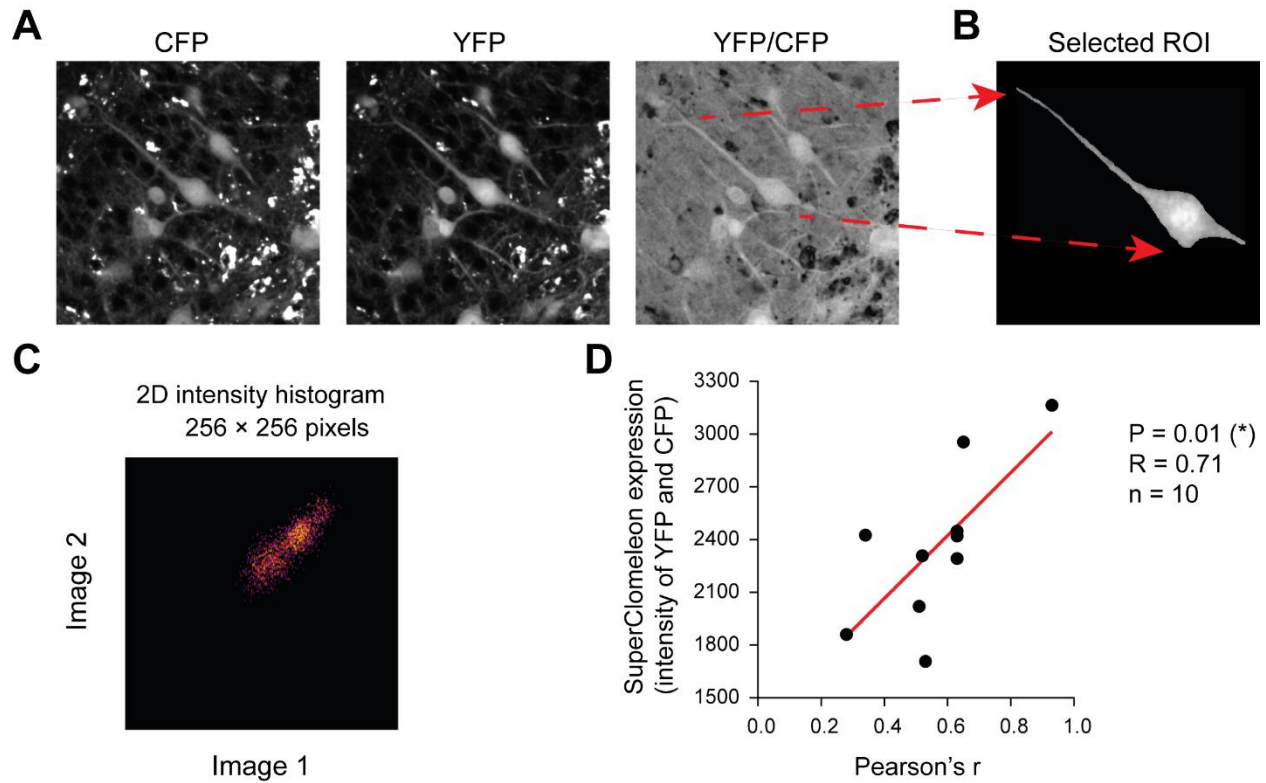 A
CFP
YFP
YFP/CFP
B
Selected ROI
C
2D intensity histogram
256 × 256 pixels
Image 2
Image 1
D
SuperClomeleon expression
(intensity of YFP and CFP)
3300
3000
2700
2400
2100
1800
1500
0.0 0.2 0.4 0.6 0.8 1.0
Pearson's r
P = 0.01 (*)
R = 0.71
n = 10